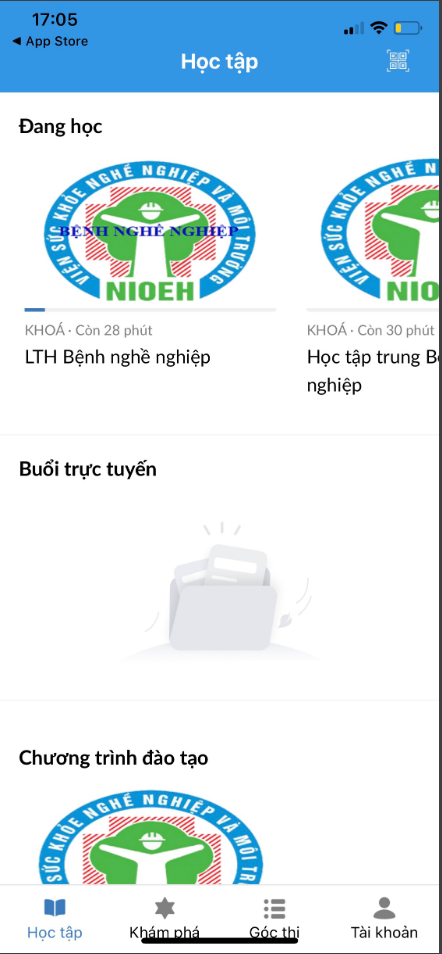 17:05
◀ App Store
Học tập
Đang học
VIỆN SỨC KHỎE NGHỀ NGHIỆP VÀ MÔI TRƯỜNG
BỆNH NGHỀ NGHIỆP
NIOEH
KHOÁ · Còn 28 phút
LTH Bệnh nghề nghiệp
VIỆN SỨC KHỎE NGHỀ N
NIO
KHOÁ · Còn 30 phút
Học tập trung B
nghiệp
Buổi trực tuyến
Chương trình đào tạo
SỨC KHỎE NGHỀ NGHIỆP VÀ MÔI TR
Học tập
Khám phá
Góc thi
Tài khoản